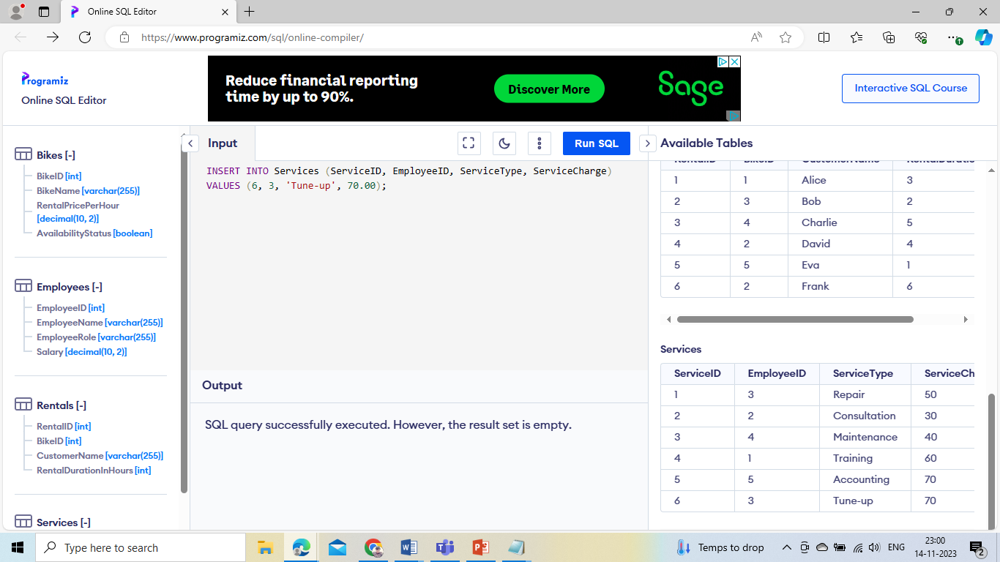 Online SQL Editor
https://www.programiz.com/sql/online-compiler/
Programiz
Online SQL Editor
Reduce financial reporting
time by up to 90%.
Discover More
Sage
Interactive SQL Course
Bikes [-]
BikeID [int]
BikeName [varchar(255)]
RentalPricePerHour
[decimal(10, 2)]
AvailabilityStatus [boolean]
Employees [-]
EmployeeID [int]
EmployeeName [varchar(255)]
EmployeeRole [varchar(255)]
Salary [decimal(10, 2)]
Rentals [-]
RentalID [int]
BikeID [int]
CustomerName [varchar(255)]
RentalDurationInHours [int]
Services [-]
Input
Run SQL
INSERT INTO Services (ServiceID, EmployeeID, ServiceType, ServiceCharge)
VALUES (6, 3, 'Tune-up', 70.00);
Output
SQL query successfully executed. However, the result set is empty.
Available Tables
RentalID BikeID CustomerName RentalDuratio
1 1 Alice 3
2 3 Bob 2
3 4 Charlie 5
4 2 David 4
5 5 Eva 1
6 2 Frank 6
Services
ServiceID EmployeeID ServiceType ServiceCh
1 3 Repair 50
2 2 Consultation 30
3 4 Maintenance 40
4 1 Training 60
5 5 Accounting 70
6 3 Tune-up 70
Type here to search
Temps to drop
ENG
23:00
14-11-2023
2